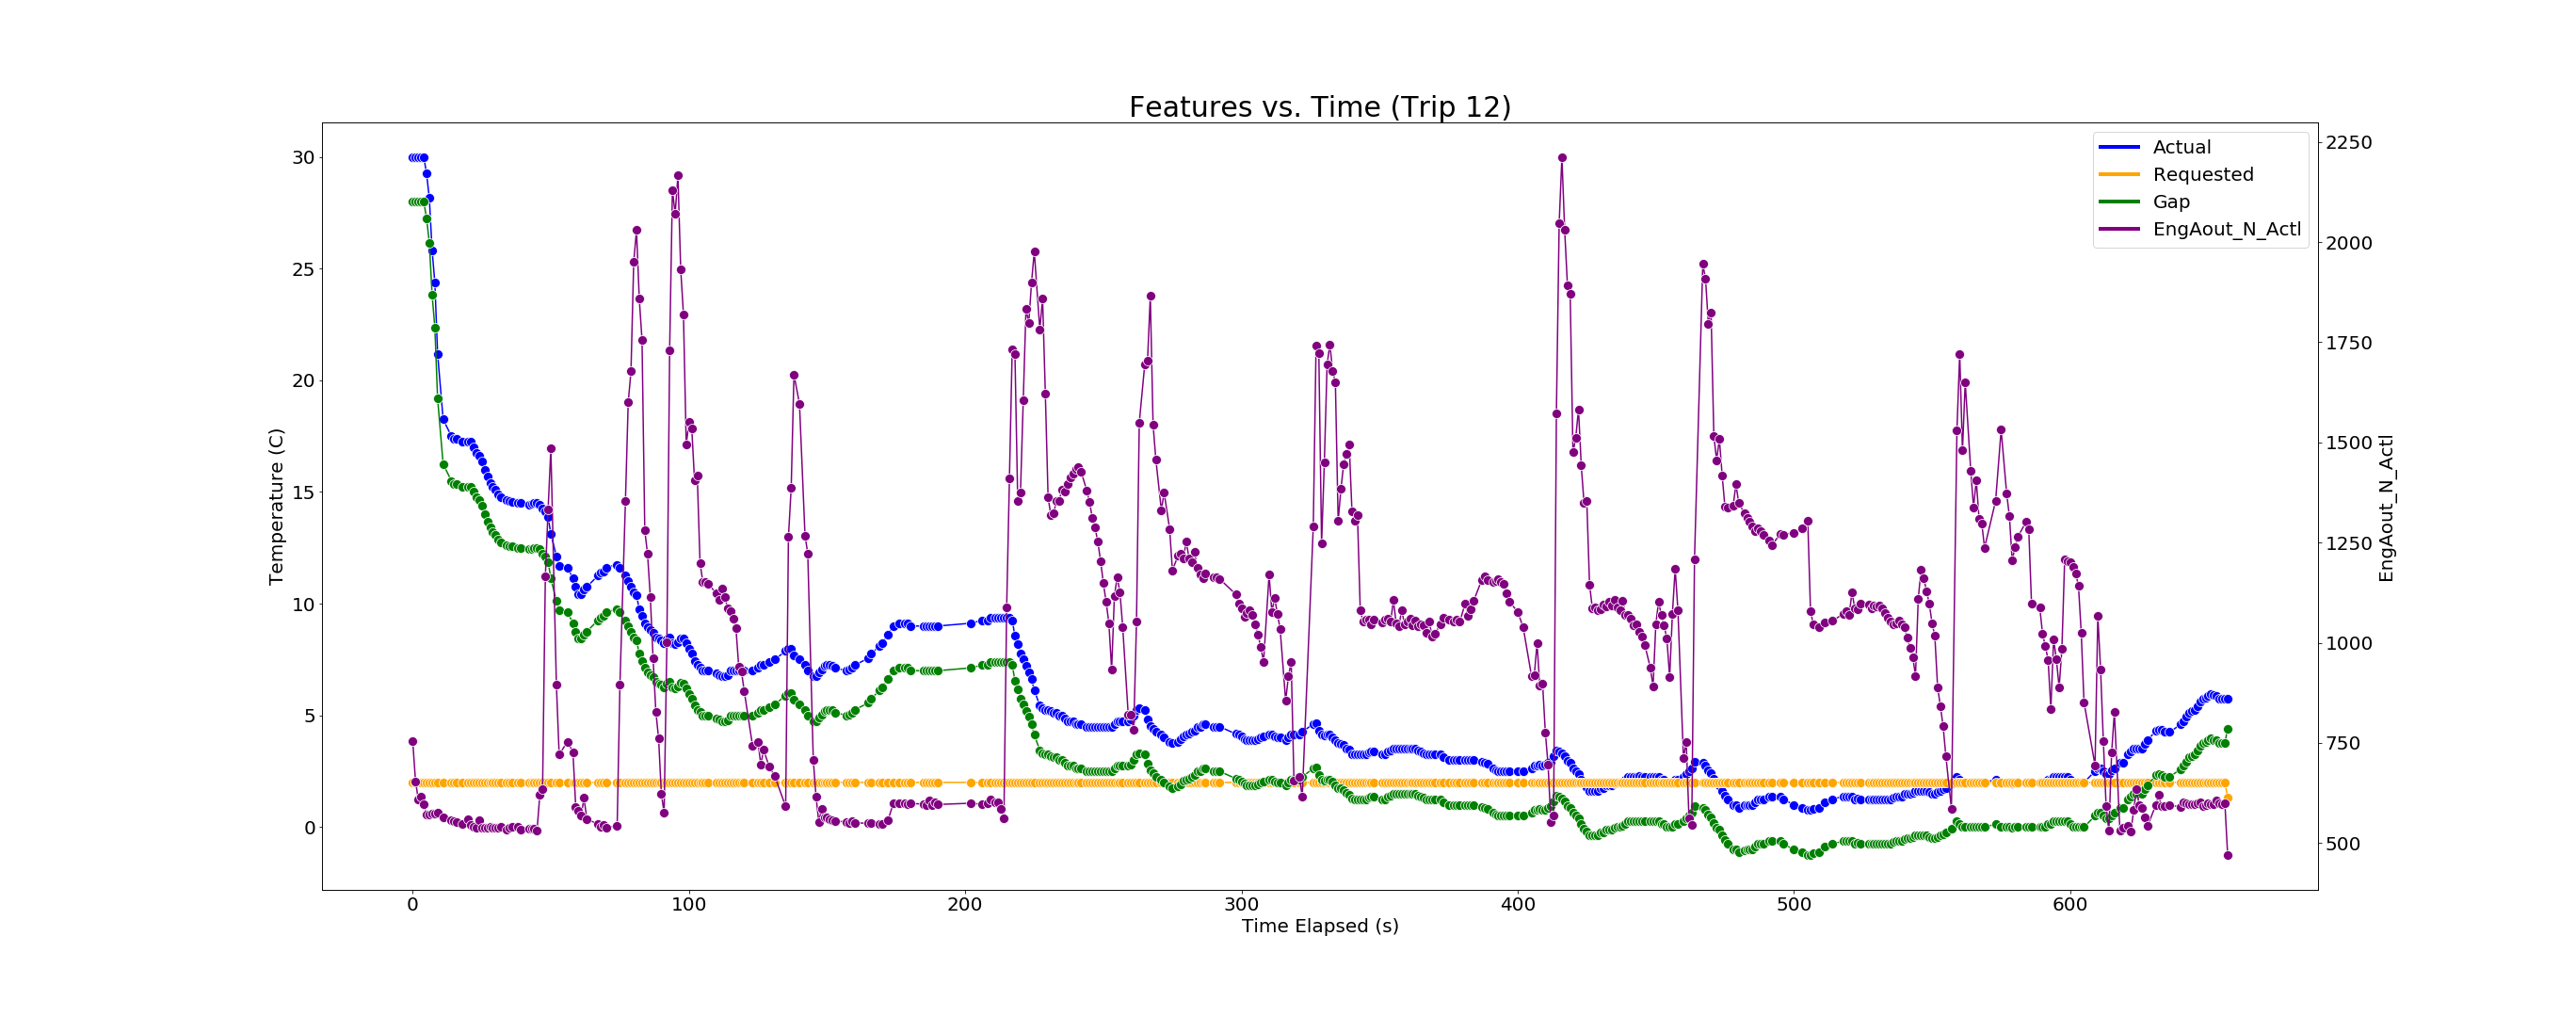 Features vs. Time (Trip 12)
Actual
Requested
Gap
EngAout_N_Actl
Temperature (C)
30
25
20
15
10
5
0
2250
2000
1750
1500
1250
1000
750
500
EngAout_N_Actl
0 100 200 300 400 500 600
Time Elapsed (s)